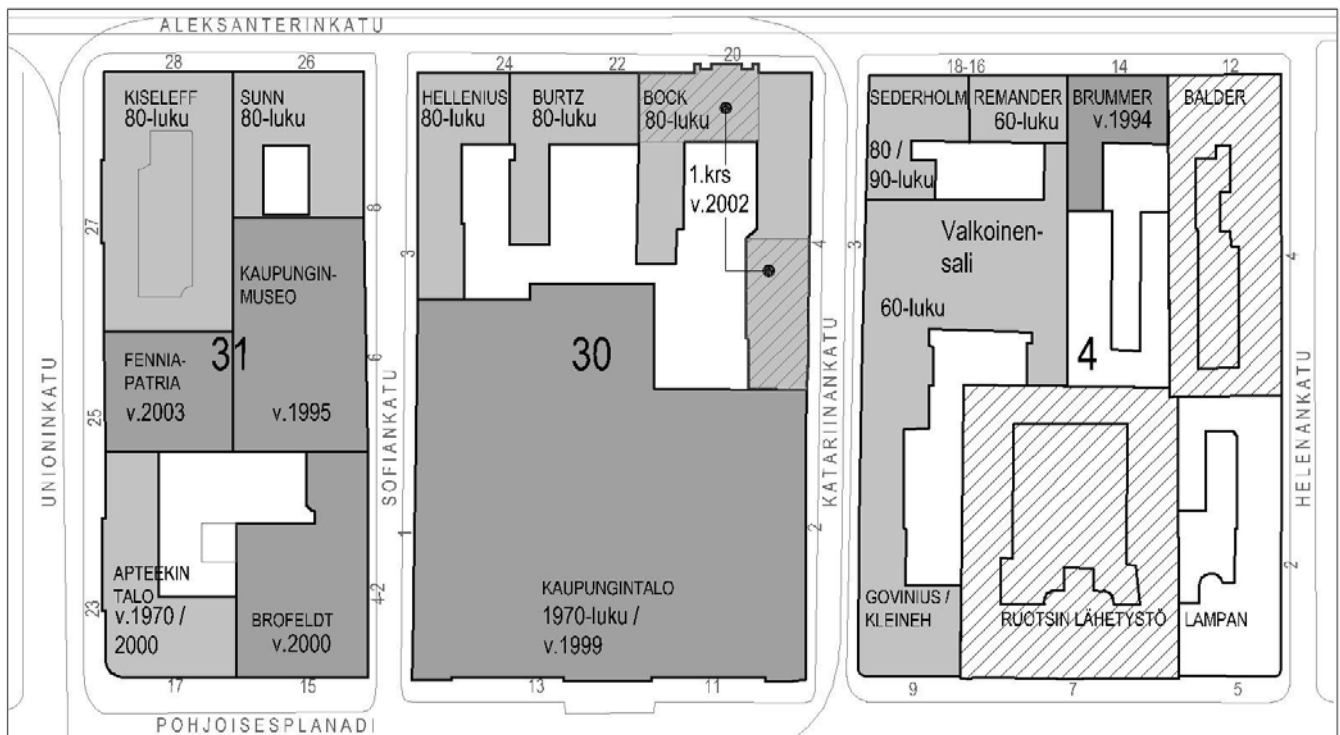 ALEKSANTERINKATU
28
26
24
22
20
18-16
14
12
KISELEFF
80-luku
SUNN
80-luku
HELLENIUS
80-luku
BURTZ
80-luku
BOCK
80-luku
SEDERHOLM
80 /
90-luku
REMANDER
60-luku
BRUMMER
v.1994
BALDER
1.krs
v.2002
27
8
3
4
3
4
Valkoinen-
sali
KAUPUNGIN-
MUSEO
v.1995
60-luku
31
30
4
FENNIA-
PATRIA
v.2003
6
25
UNIONINKATU
SOFIANKATU
KATARIINANKATU
HELENANKATU
1
2
2
APTEEKIN
TALO
v.1970 /
2000
23
4-2
BROFELDT
v.2000
KAUPUNGINTALO
1970-luku /
v.1999
GOVINIUS /
KLEINEH
RUOTSIN LÄHETYSTÖ
LAMPAN
17
15
13
11
9
7
5
POHJOISESPLANADI